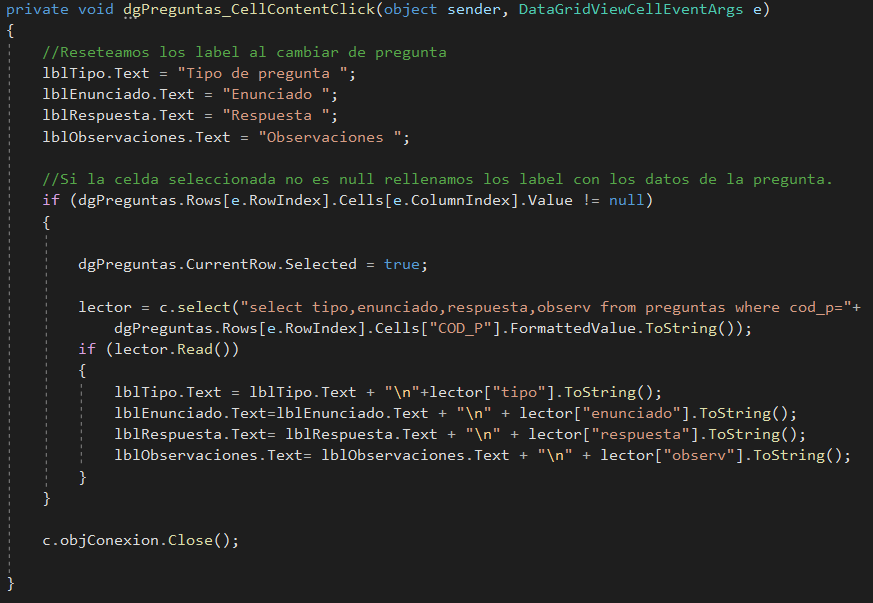 private void dgPreguntas_CellContentClick(object sender, DataGridViewCellEventArgs e)
{
//Reseteamos los label al cambiar de pregunta
lblTipo.Text = "Tipo de pregunta ";
lblEnunciado.Text = "Enunciado ";
lblRespuesta.Text = "Respuesta ";
lblObservaciones.Text = "Observaciones ";
//Si la celda seleccionada no es null rellenamos los label con los datos de la pregunta.
if (dgPreguntas.Rows[e.RowIndex].Cells[e.ColumnIndex].Value != null)
{
dgPreguntas.CurrentRow.Selected = true;
lector = c.select("select tipo,enunciado,respuesta,observ from preguntas where cod_p="+
dgPreguntas.Rows[e.RowIndex].Cells["COD_P"].FormattedValue.ToString());
if (lector.Read())
{
lblTipo.Text = lblTipo.Text + "\n"+lector["tipo"].ToString();
lblEnunciado.Text=lblEnunciado.Text + "\n" + lector["enunciado"].ToString();
lblRespuesta.Text= lblRespuesta.Text + "\n" + lector["respuesta"].ToString();
lblObservaciones.Text= lblObservaciones.Text + "\n" + lector["observ"].ToString();
}
}
c.objConexion.Close();
}